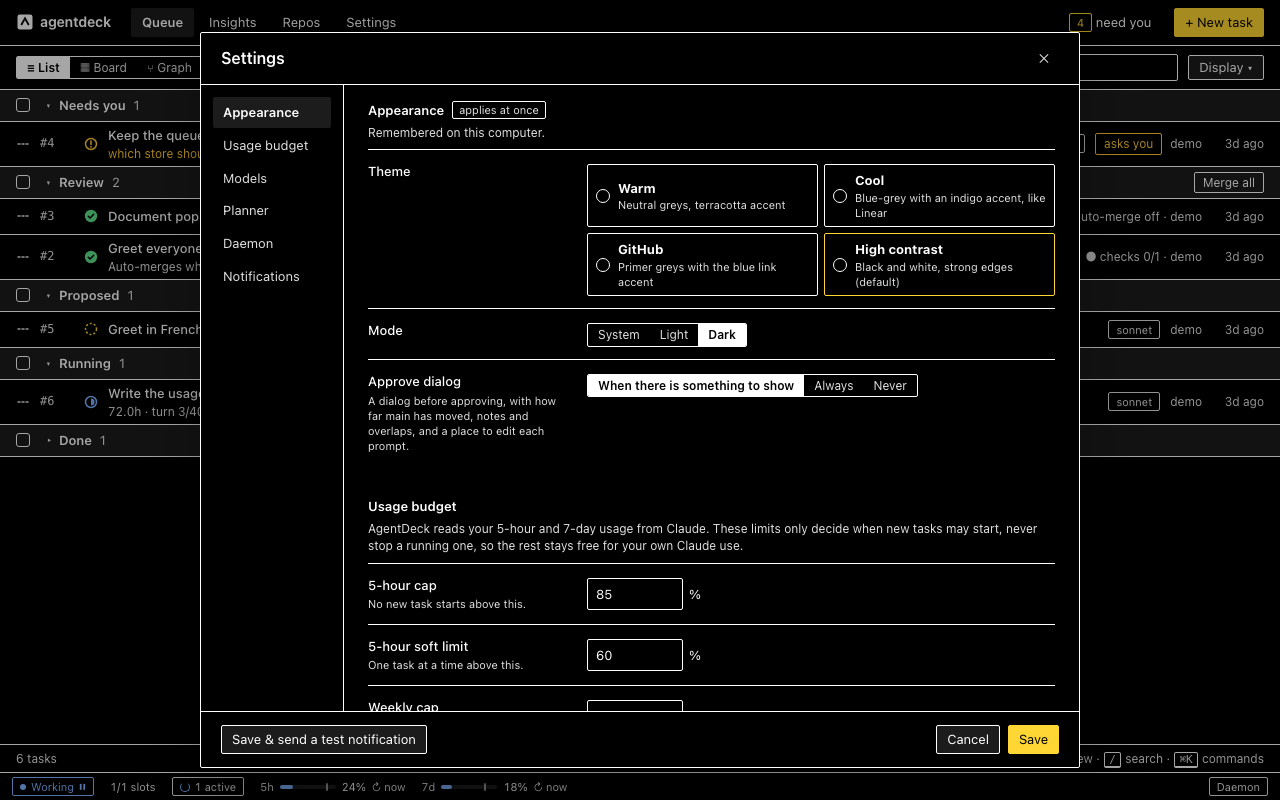 agentdeck Queue Insights Repos Settings 4 need you + New task
List Board Graph Display
Needs you 1
#4 Keep the queue
which store shou
asks you demo 3d ago
Review 2 Merge all
#3 Document pop
uto-merge off · demo 3d ago
#2 Greet everyone
Auto-merges wh
checks 0/1 · demo 3d ago
Proposed 1
#5 Greet in French
sonnet demo 3d ago
Running 1
#6 Write the usag
72.0h · turn 3/40
sonnet demo 3d ago
Done 1
Settings
Appearance
Usage budget
Models
Planner
Daemon
Notifications
Appearance applies at once
Remembered on this computer.
Theme
Warm
Neutral greys, terracotta accent
Cool
Blue-grey with an indigo accent, like
Linear
GitHub
Primer greys with the blue link
accent
High contrast
Black and white, strong edges
(default)
Mode
System Light Dark
Approve dialog
A dialog before approving, with how
far main has moved, notes and
overlaps, and a place to edit each
prompt.
When there is something to show Always Never
Usage budget
AgentDeck reads your 5-hour and 7-day usage from Claude. These limits only decide when new tasks may start, never
stop a running one, so the rest stays free for your own Claude use.
5-hour cap
No new task starts above this.
85 %
5-hour soft limit
One task at a time above this.
60 %
Weekly cap
Save & send a test notification Cancel Save
6 tasks
ew · / search · ⌘K commands
Working 1/1 slots 1 active 5h 24% ↻ now 7d 18% ↻ now Daemon